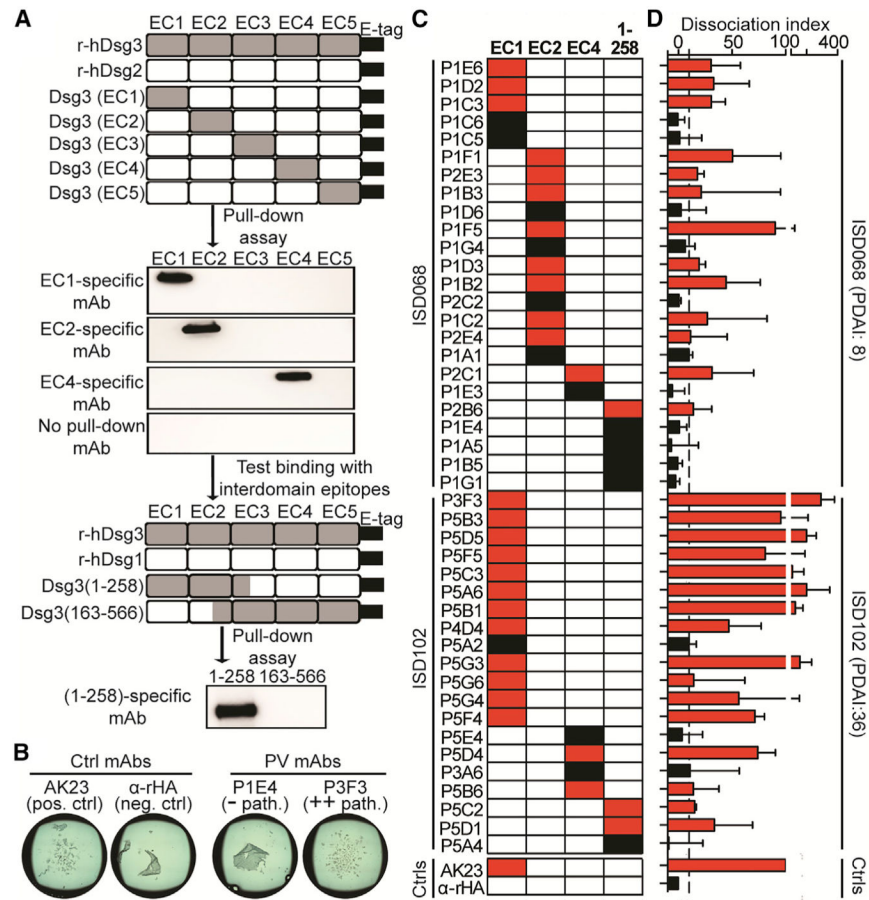 A
EC1 EC2 EC3 EC4 EC5
E-tag
r-hDsg3
r-hDsg2
Dsg3 (EC1)
Dsg3 (EC2)
Dsg3 (EC3)
Dsg3 (EC4)
Dsg3 (EC5)
Pull-down
assay
EC1 EC2 EC3 EC4 EC5
EC1-specific
mAb
EC2-specific
mAb
EC4-specific
mAb
No pull-down
mAb
Test binding with
interdomain epitopes
EC1 EC2 EC3 EC4 EC5
E-tag
r-hDsg3
r-hDsg1
Dsg3(1-258)
Dsg3(163-566)
Pull-down
assay
1-258 163-566
(1-258)-specific
mAb
B
Ctrl mAbs
PV mAbs
AK23
(pos. ctrl)
α-rHA
(neg. ctrl)
P1E4
(- path.)
P3F3
(++ path.)
C
EC1 EC2 EC4 1-
258
ISD068
P1E6
P1D2
P1C3
P1C6
P1C5
P1F1
P2E3
P1B3
P1D6
P1F5
P1G4
P1D3
P1B2
P2C2
P1C2
P2E4
P1A1
P2C1
P1E3
P2B6
P1E4
P1A5
P1B5
P1G1
ISD102
P3F3
P5B3
P5D5
P5F5
P5C3
P5A6
P5B1
P4D4
P5A2
P5G3
P5G6
P5G4
P5F4
P5E4
P5D4
P3A6
P5B6
P5C2
P5D1
P5A4
Ctrls
AK23
α-rHA
D
Dissociation index
0 50 100 400
ISD068 (PDAI: 8)
ISD102 (PDAI:36)
Ctrls